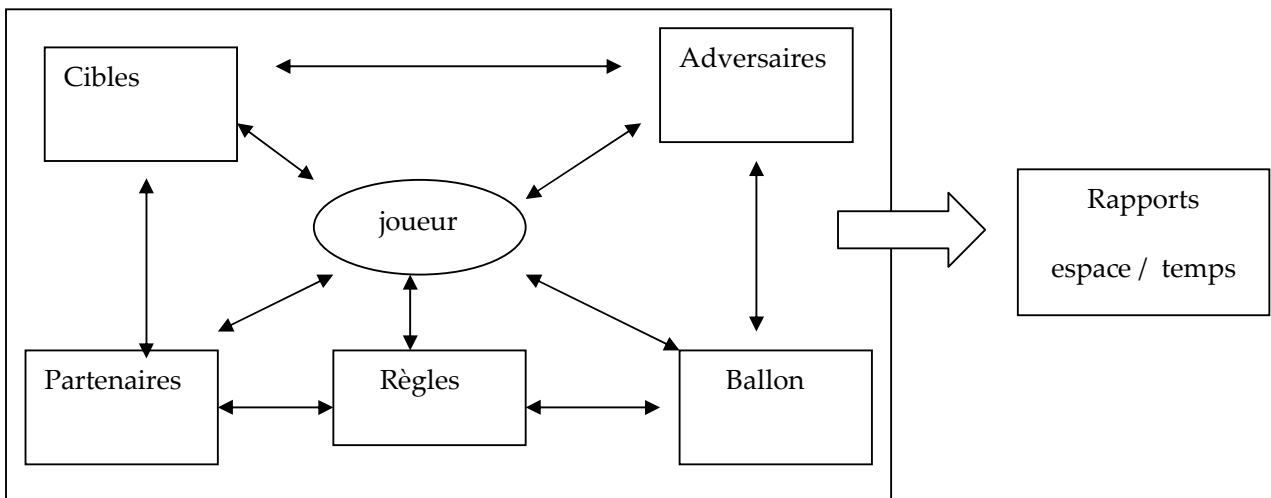 Cibles
Adversaires
joueur
Partenaires
Règles
Ballon
Rapports
espace / temps